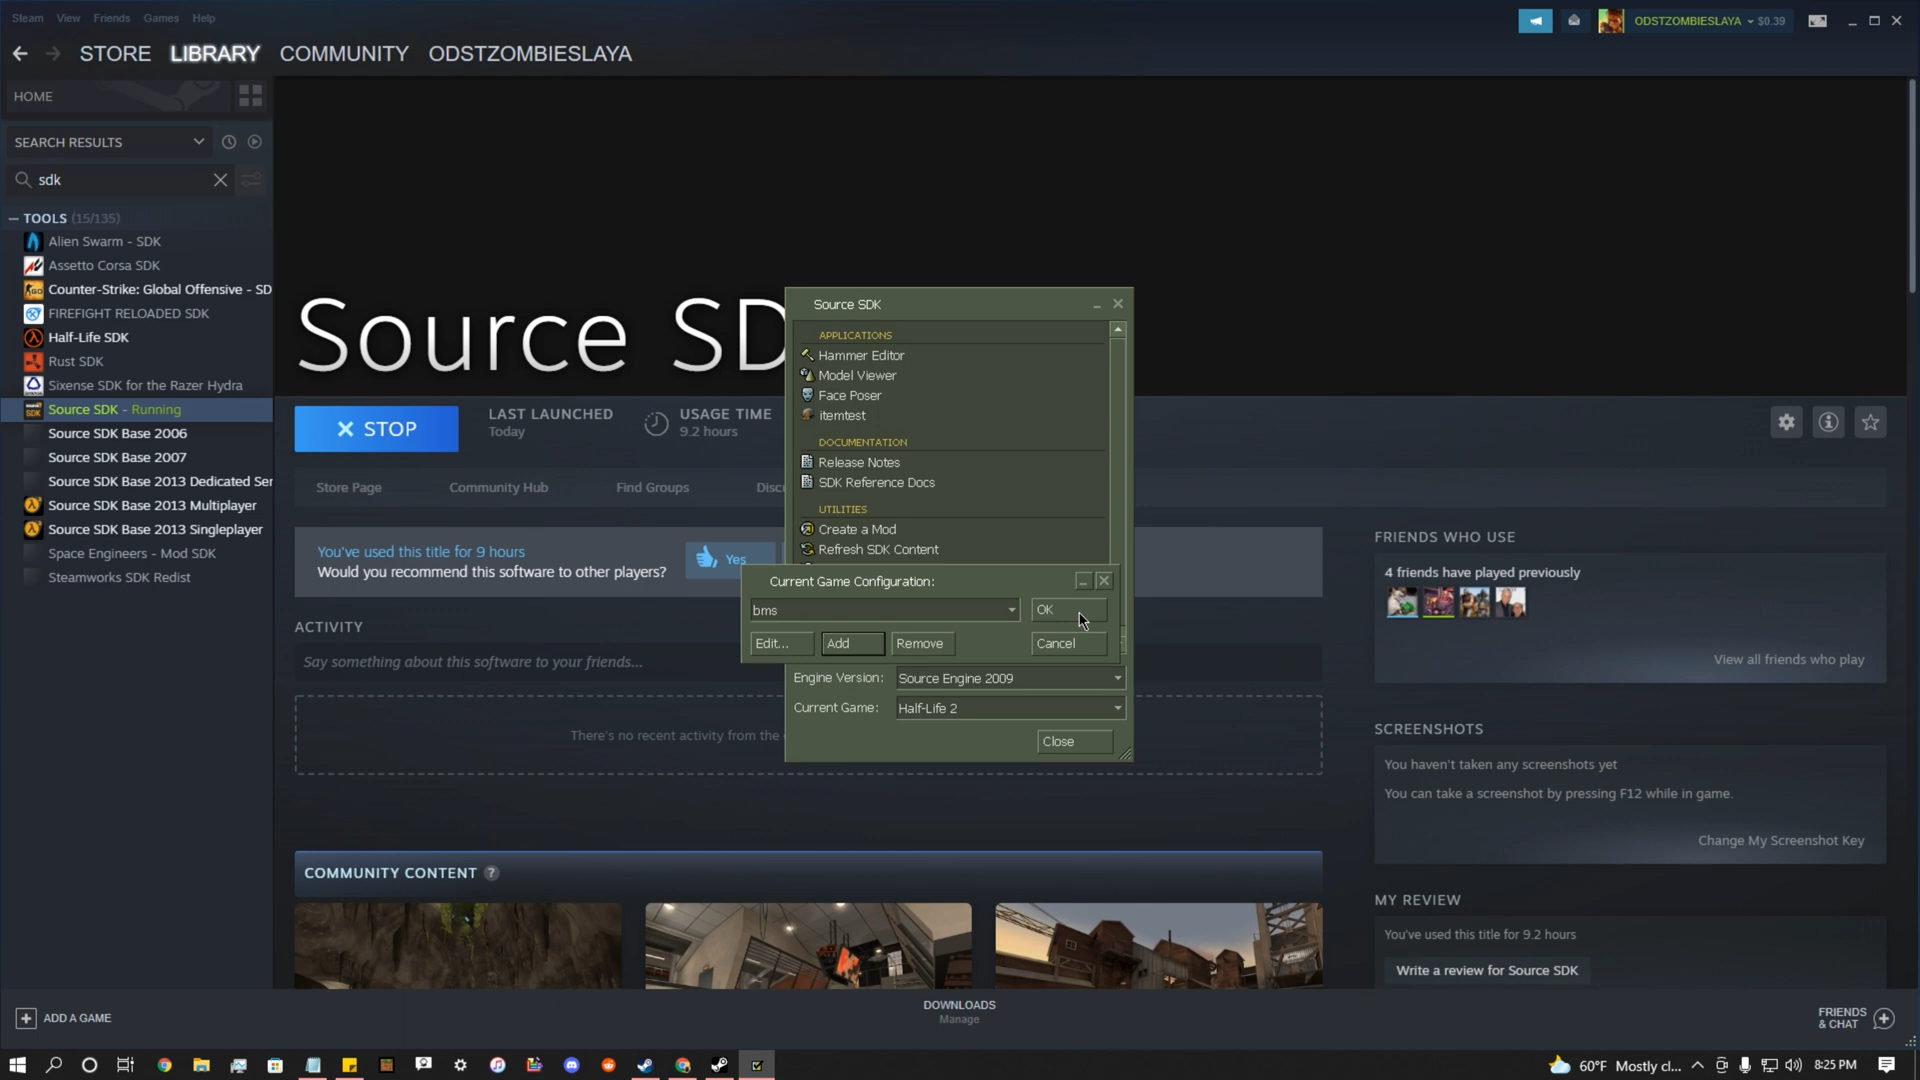 Steam View Friends Games Help
ODSTZOMBIESLAYA $0.39
STORE LIBRARY COMMUNITY ODSTZOMBIESLAYA
HOME
SEARCH RESULTS
sdk
— TOOLS (15/135)
Alien Swarm - SDK
Assetto Corsa SDK
Counter-Strike: Global Offensive - SD
FIREFIGHT RELOADED SDK
Half-Life SDK
Rust SDK
Sixense SDK for the Razer Hydra
Source SDK - Running
Source SDK Base 2006
Source SDK Base 2007
Source SDK Base 2013 Dedicated Ser
Source SDK Base 2013 Multiplayer
Source SDK Base 2013 Singleplayer
Space Engineers - Mod SDK
Steamworks SDK Redist
Source SD
STOP
LAST LAUNCHED
Today
USAGE TIME
9.2 hours
Store Page Community Hub Find Groups Disc
You've used this title for 9 hours
Would you recommend this software to other players?
Yes
ACTIVITY
Say something about this software to your friends...
There's no recent activity from the
COMMUNITY CONTENT ?
Source SDK
APPLICATIONS
Hammer Editor
Model Viewer
Face Poser
itemtest
DOCUMENTATION
Release Notes
SDK Reference Docs
UTILITIES
Create a Mod
Refresh SDK Content
Current Game Configuration:
bms
OK
Edit... Add Remove Cancel
Engine Version: Source Engine 2009
Current Game: Half-Life 2
Close
FRIENDS WHO USE
4 friends have played previously
View all friends who play
SCREENSHOTS
You haven't taken any screenshots yet
You can take a screenshot by pressing F12 while in game.
Change My Screenshot Key
MY REVIEW
You've used this title for 9.2 hours
Write a review for Source SDK
ADD A GAME
DOWNLOADS
Manage
FRIENDS
& CHAT
60°F Mostly cl... 8:25 PM